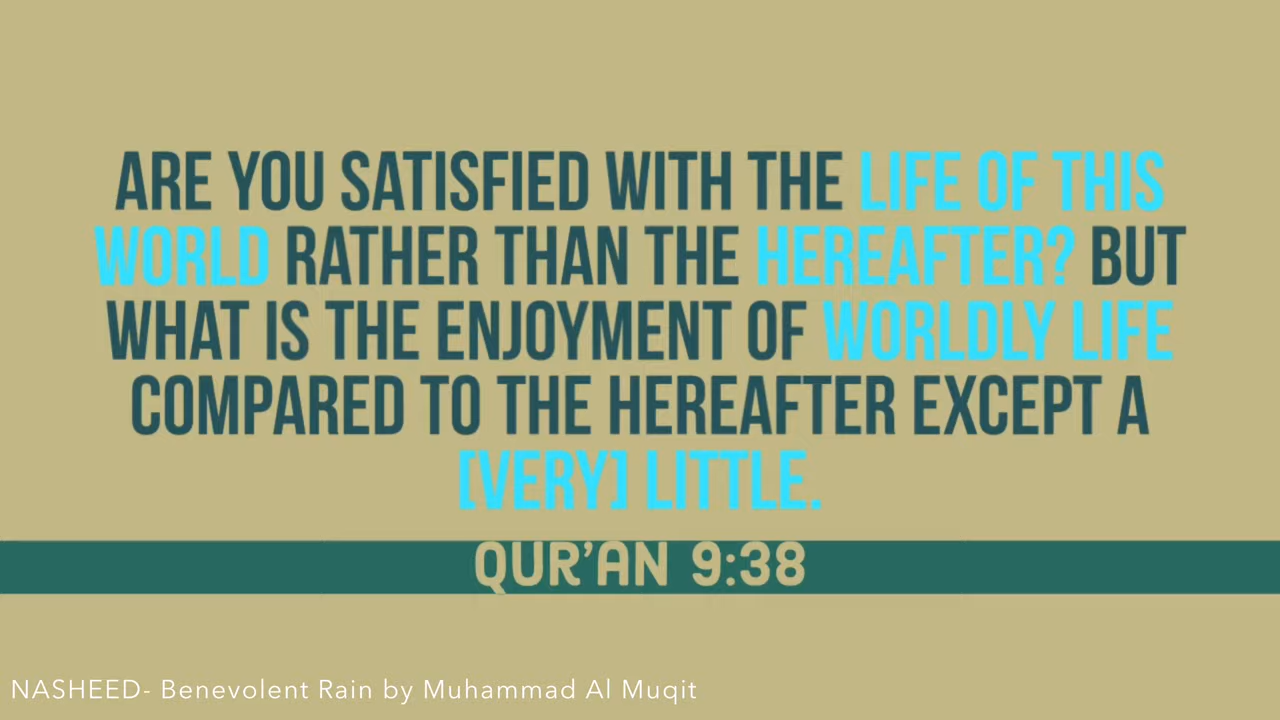 ARE YOU SATISFIED WITH THE LIFE OF THIS
WORLD RATHER THAN THE HEREAFTER? BUT
WHAT IS THE ENJOYMENT OF WORLDLY LIFE
COMPARED TO THE HEREAFTER EXCEPT A
[VERY] LITTLE.
QUR'AN 9:38
NASHEED- Benevolent Rain by Muhammad Al Muqit